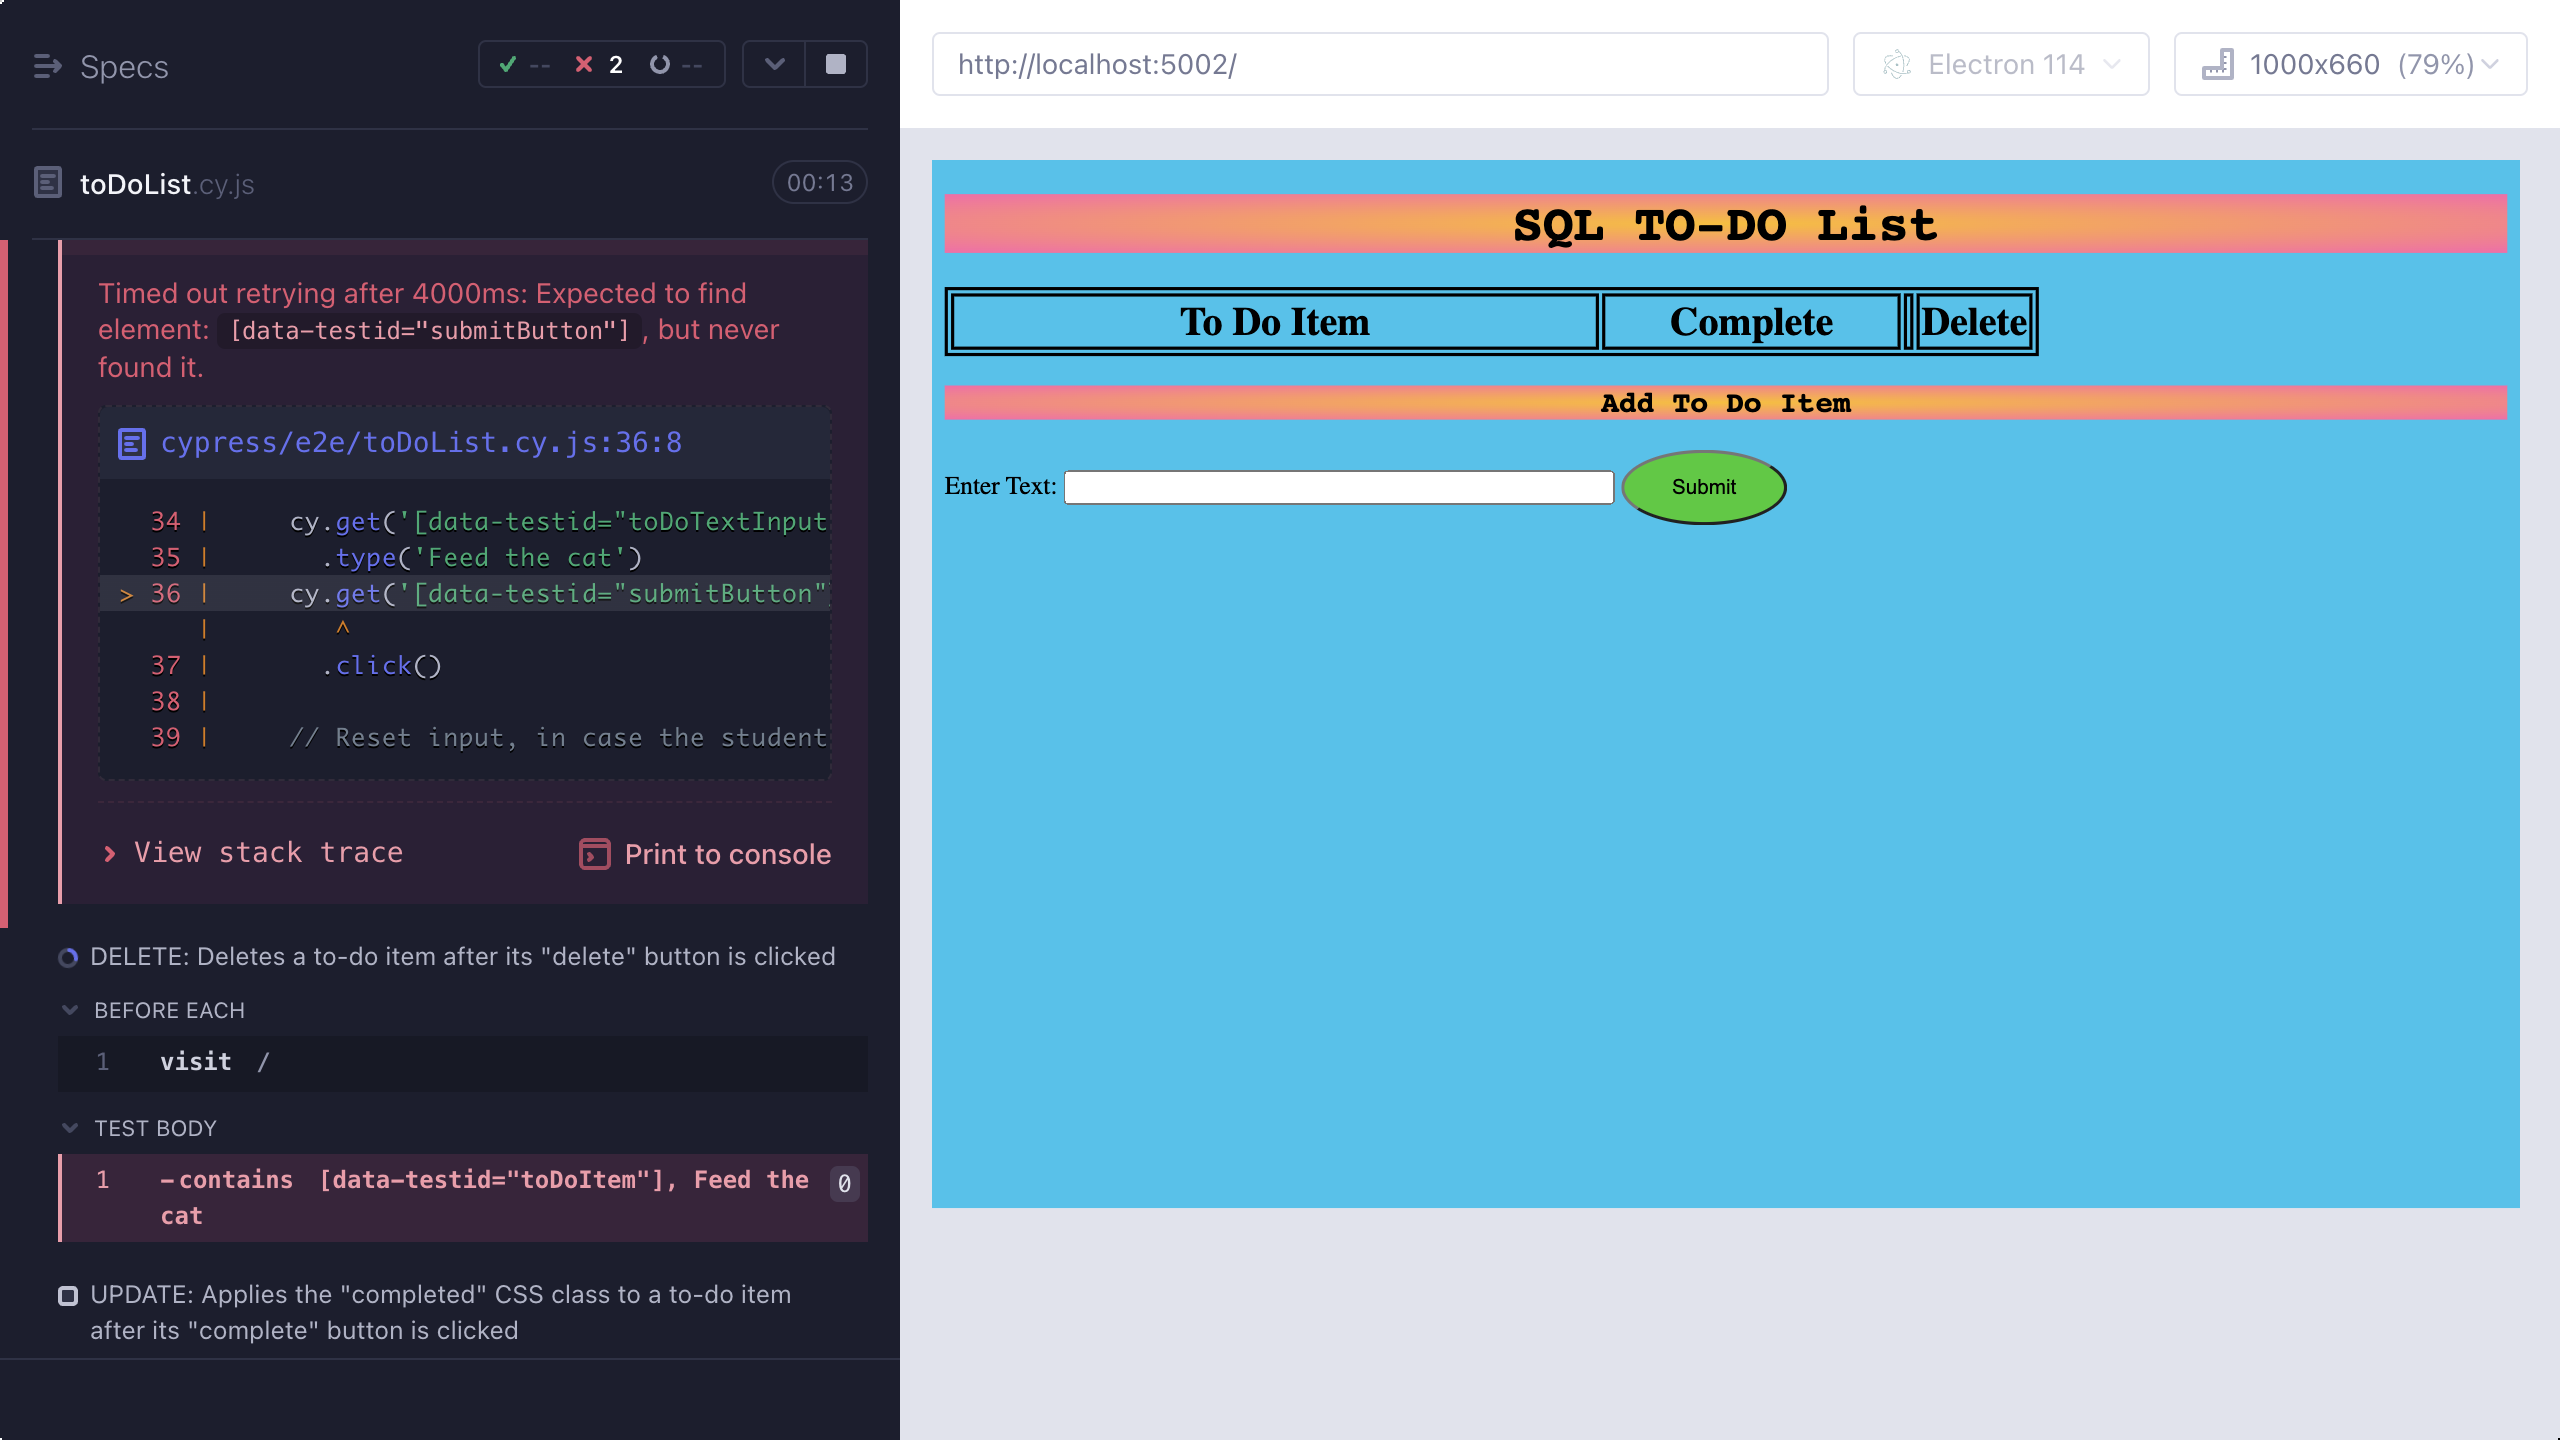 Specs
-- 2 --
toDoList.cy.js
00:13
Timed out retrying after 4000ms: Expected to find
element: [data-testid="submitButton"] , but never
found it.
cypress/e2e/toDoList.cy.js:36:8
34 | cy.get('[data-testid="toDoTextInput
35 | .type('Feed the cat')
> 36 | cy.get('[data-testid="submitButton"]
| ^
37 | .click()
38 |
39 | // Reset input, in case the student
View stack trace
Print to console
DELETE: Deletes a to-do item after its "delete" button is clicked
BEFORE EACH
1 visit /
TEST BODY
1 -contains [data-testid="toDoItem"], Feed the
cat
0
UPDATE: Applies the "completed" CSS class to a to-do item
after its "complete" button is clicked
http://localhost:5002/
Electron 114
1000x660 (79%)
SQL TO-DO List
To Do Item Complete Delete
Add To Do Item
Enter Text:
Submit